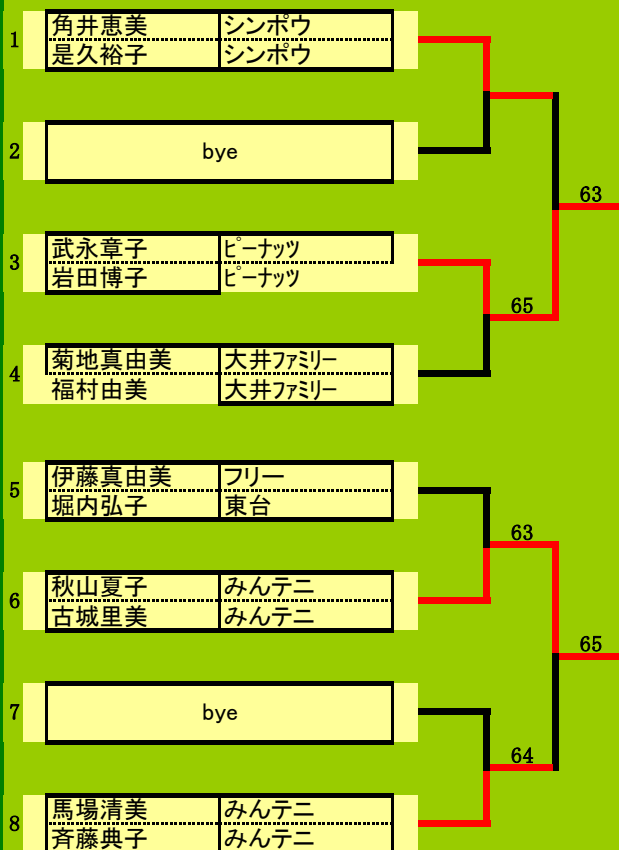 1 角井恵美 シンポウ
是久裕子 シンポウ
2 bye
63
3 武永章子 ピーナッツ
岩田博子 ピーナッツ
65
4 菊地真由美 大井ファミリー
福村由美 大井ファミリー
5 伊藤真由美 フリー
堀内弘子 東台
63
6 秋山夏子 みんテニ
古城里美 みんテニ
65
7 bye
64
8 馬場清美 みんテニ
斉藤典子 みんテニ